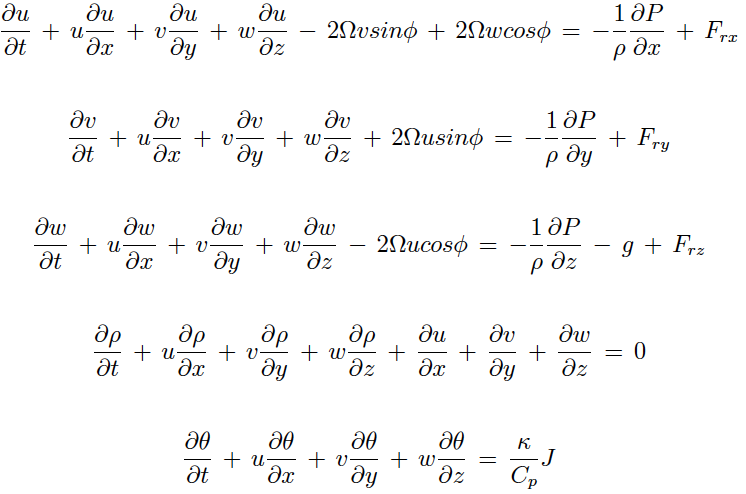 ∂u/∂t + u ∂u/∂x + v ∂u/∂y + w ∂u/∂z − 2Ωvsinϕ + 2Ωwcosϕ = −(1/ρ) ∂P/∂x + F_rx
∂v/∂t + u ∂v/∂x + v ∂v/∂y + w ∂v/∂z + 2Ωusinϕ = −(1/ρ) ∂P/∂y + F_ry
∂w/∂t + u ∂w/∂x + v ∂w/∂y + w ∂w/∂z − 2Ωucosϕ = −(1/ρ) ∂P/∂z − g + F_rz
∂ρ/∂t + u ∂ρ/∂x + v ∂ρ/∂y + w ∂ρ/∂z + ∂u/∂x + ∂v/∂y + ∂w/∂z = 0
∂θ/∂t + u ∂θ/∂x + v ∂θ/∂y + w ∂θ/∂z = (κ/C_p) J